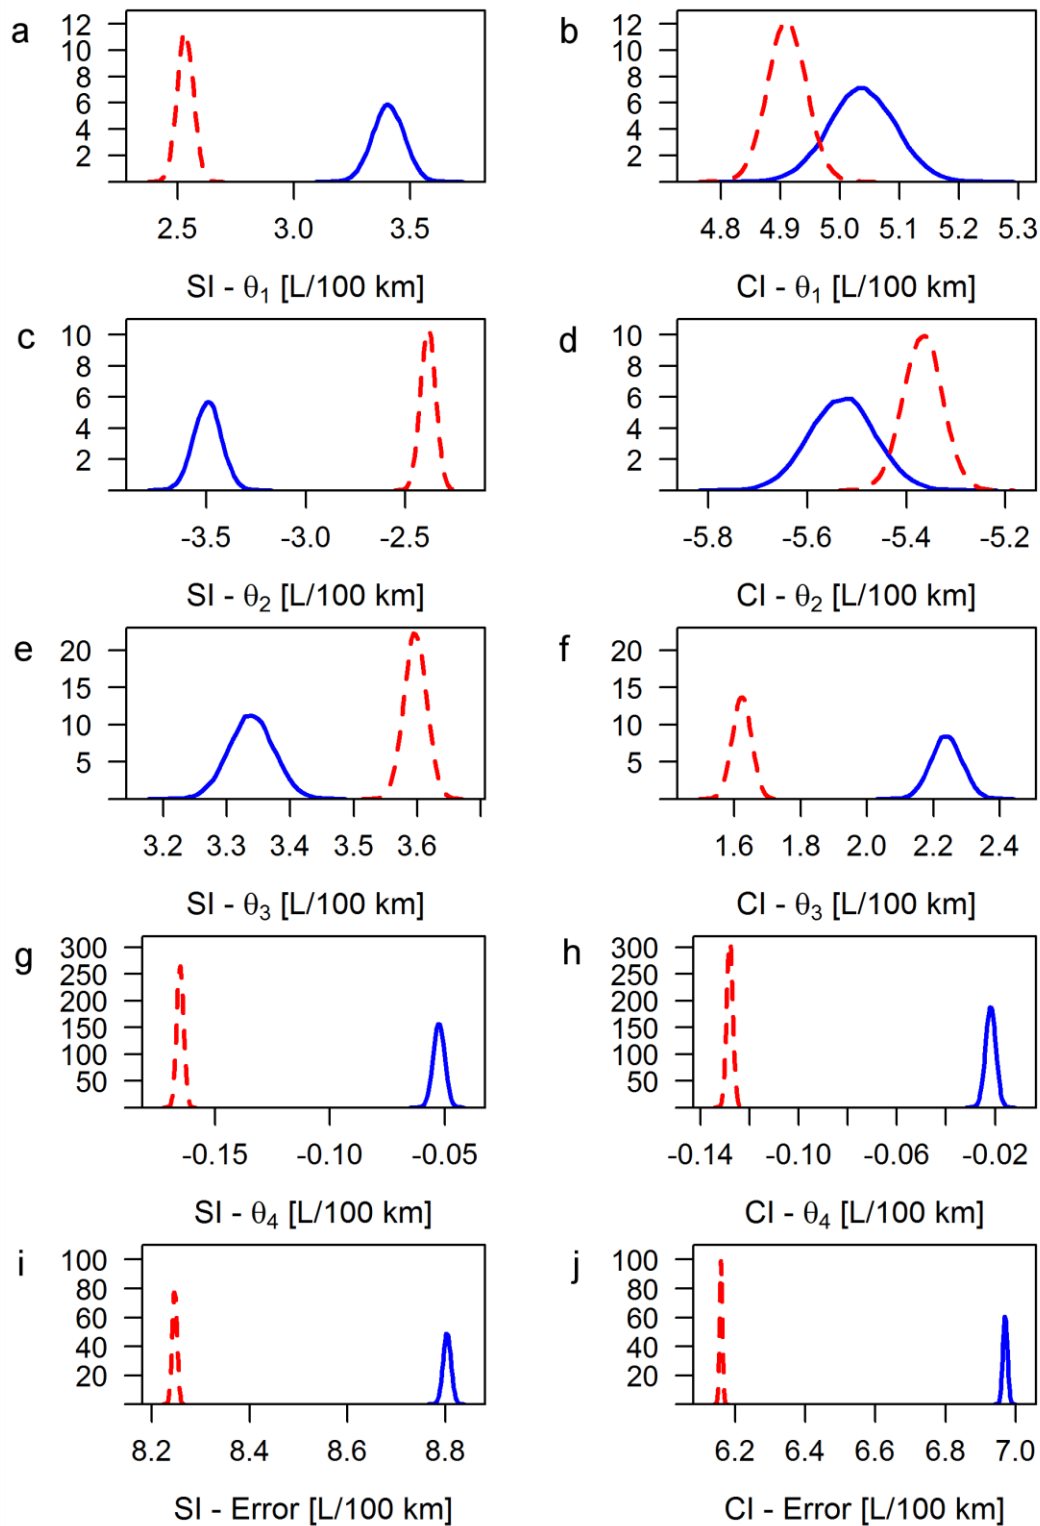 a
12
10
8
6
4
2
2.5 3.0 3.5
SI - θ1 [L/100 km]
b
12
10
8
6
4
2
4.8 4.9 5.0 5.1 5.2 5.3
CI - θ1 [L/100 km]
c
10
8
6
4
2
-3.5 -3.0 -2.5
SI - θ2 [L/100 km]
d
10
8
6
4
2
-5.8 -5.6 -5.4 -5.2
CI - θ2 [L/100 km]
e
20
15
10
5
3.2 3.3 3.4 3.5 3.6
SI - θ3 [L/100 km]
f
20
15
10
5
1.6 1.8 2.0 2.2 2.4
CI - θ3 [L/100 km]
g
300
250
200
150
100
50
-0.15 -0.10 -0.05
SI - θ4 [L/100 km]
h
300
250
200
150
100
50
-0.14 -0.10 -0.06 -0.02
CI - θ4 [L/100 km]
i
100
80
60
40
20
8.2 8.4 8.6 8.8
SI - Error [L/100 km]
j
100
80
60
40
20
6.2 6.4 6.6 6.8 7.0
CI - Error [L/100 km]